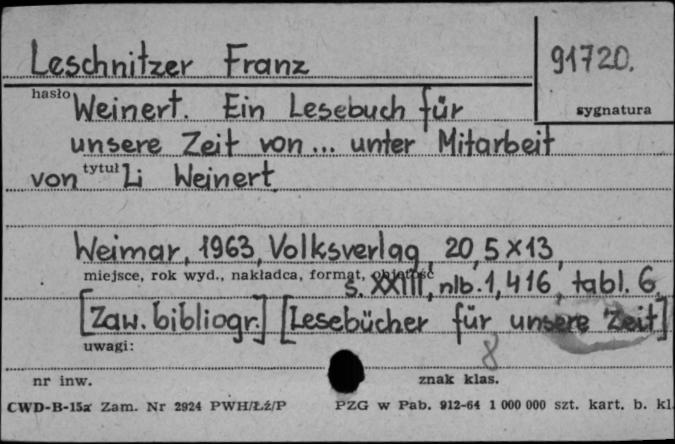 Leschnitzer Franz
91720.
hasło
sygnatura
Weinert. Ein Lesebuch für
unsere Zeit von... unter Mitarbeit
von tytuł Li Weinert
Weimar, 1963, Volksverlag, 20,5 x 13,
miejsce, rok wyd., nakładca, format, objętość
s. XXIII, nlb. 1, 416, tabl. 6.
[Zaw. bibliogr.] [Lesebücher für unsere Zeit]
uwagi:
8
nr inw.
znak klas.
CWD-B-15a Zam. Nr 2924 PWH/Łź/P PZG w Pab. 912-64 1 000 000 szt. kart. b. kl.